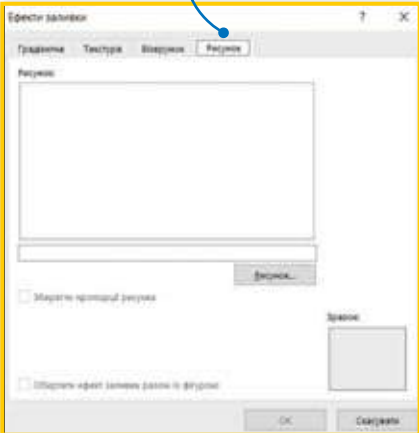 Ефекти заливки ? ×
Градієнтна Текстура Візерунок Рисунок
Рисунок:
Рисунок...
Зберегти пропорції рисунка
Зразок:
Обертати ефект заливки разом із фігурою
OK Скасувати